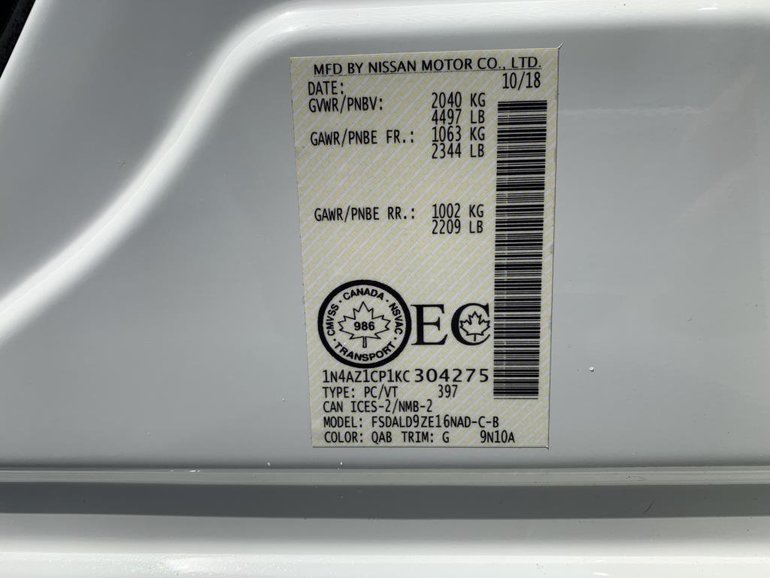 MFD BY NISSAN MOTOR CO., LTD.
DATE: 10/18
GVWR/PNBV: 2040 KG
4497 LB
GAWR/PNBE FR.: 1063 KG
2344 LB
GAWR/PNBE RR.: 1002 KG
2209 LB
CMVSS · CANADA · NSVAC · TRANSPORT ·
986
EC
1N4AZ1CP1KC304275
TYPE: PC/VT 397
CAN ICES-2/NMB-2
MODEL: FSDALD9ZE16NAD-C-B
COLOR: QAB TRIM: G 9N10A